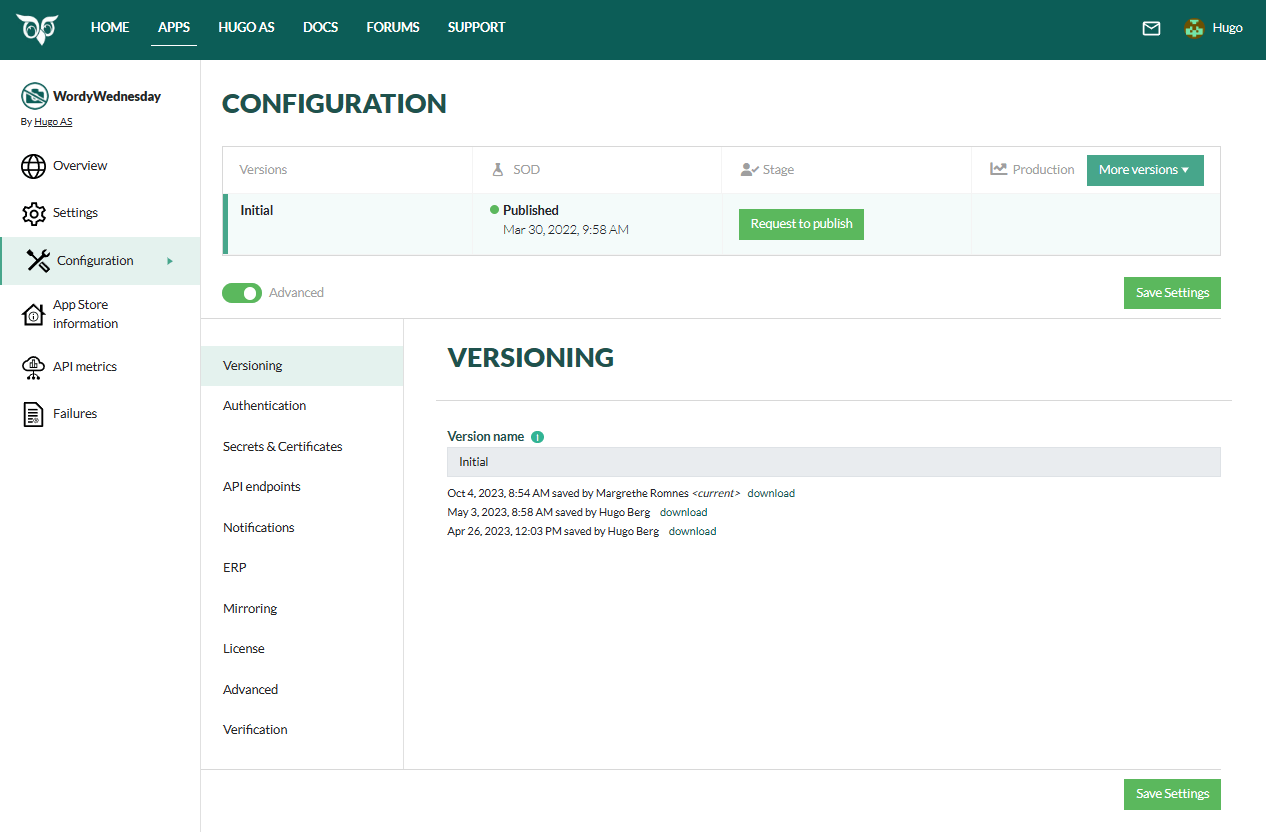 HOME APPS HUGO AS DOCS FORUMS SUPPORT Hugo
WordyWednesday
By Hugo AS
Overview
Settings
Configuration
App Store
information
API metrics
Failures
CONFIGURATION
Versions SOD Stage Production More versions
Initial Published Request to publish
Mar 30, 2022, 9:58 AM
Advanced Save Settings
Versioning
Authentication
Secrets & Certificates
API endpoints
Notifications
ERP
Mirroring
License
Advanced
Verification
VERSIONING
Version name
Initial
Oct 4, 2023, 8:54 AM saved by Margrethe Romnes <current> download
May 3, 2023, 8:58 AM saved by Hugo Berg download
Apr 26, 2023, 12:03 PM saved by Hugo Berg download
Save Settings